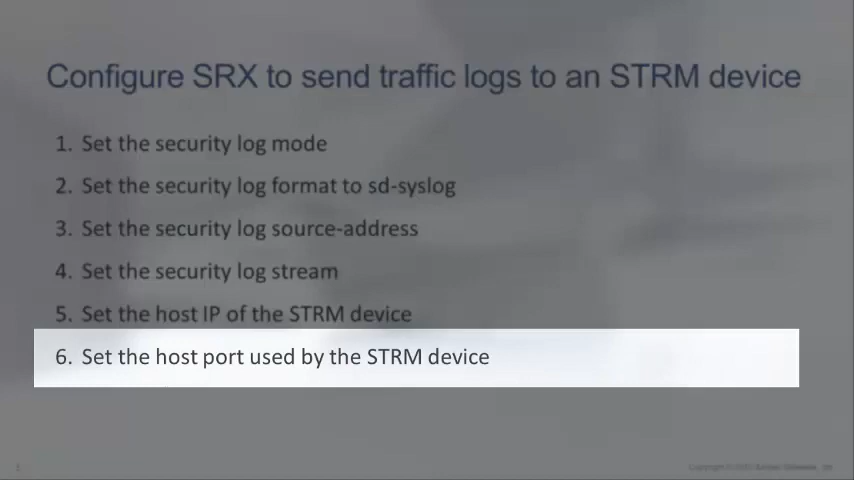 Configure SRX to send traffic logs to an STRM device
1. Set the security log mode
2. Set the security log format to sd-syslog
3. Set the security log source-address
4. Set the security log stream
5. Set the host IP of the STRM device
6. Set the host port used by the STRM device